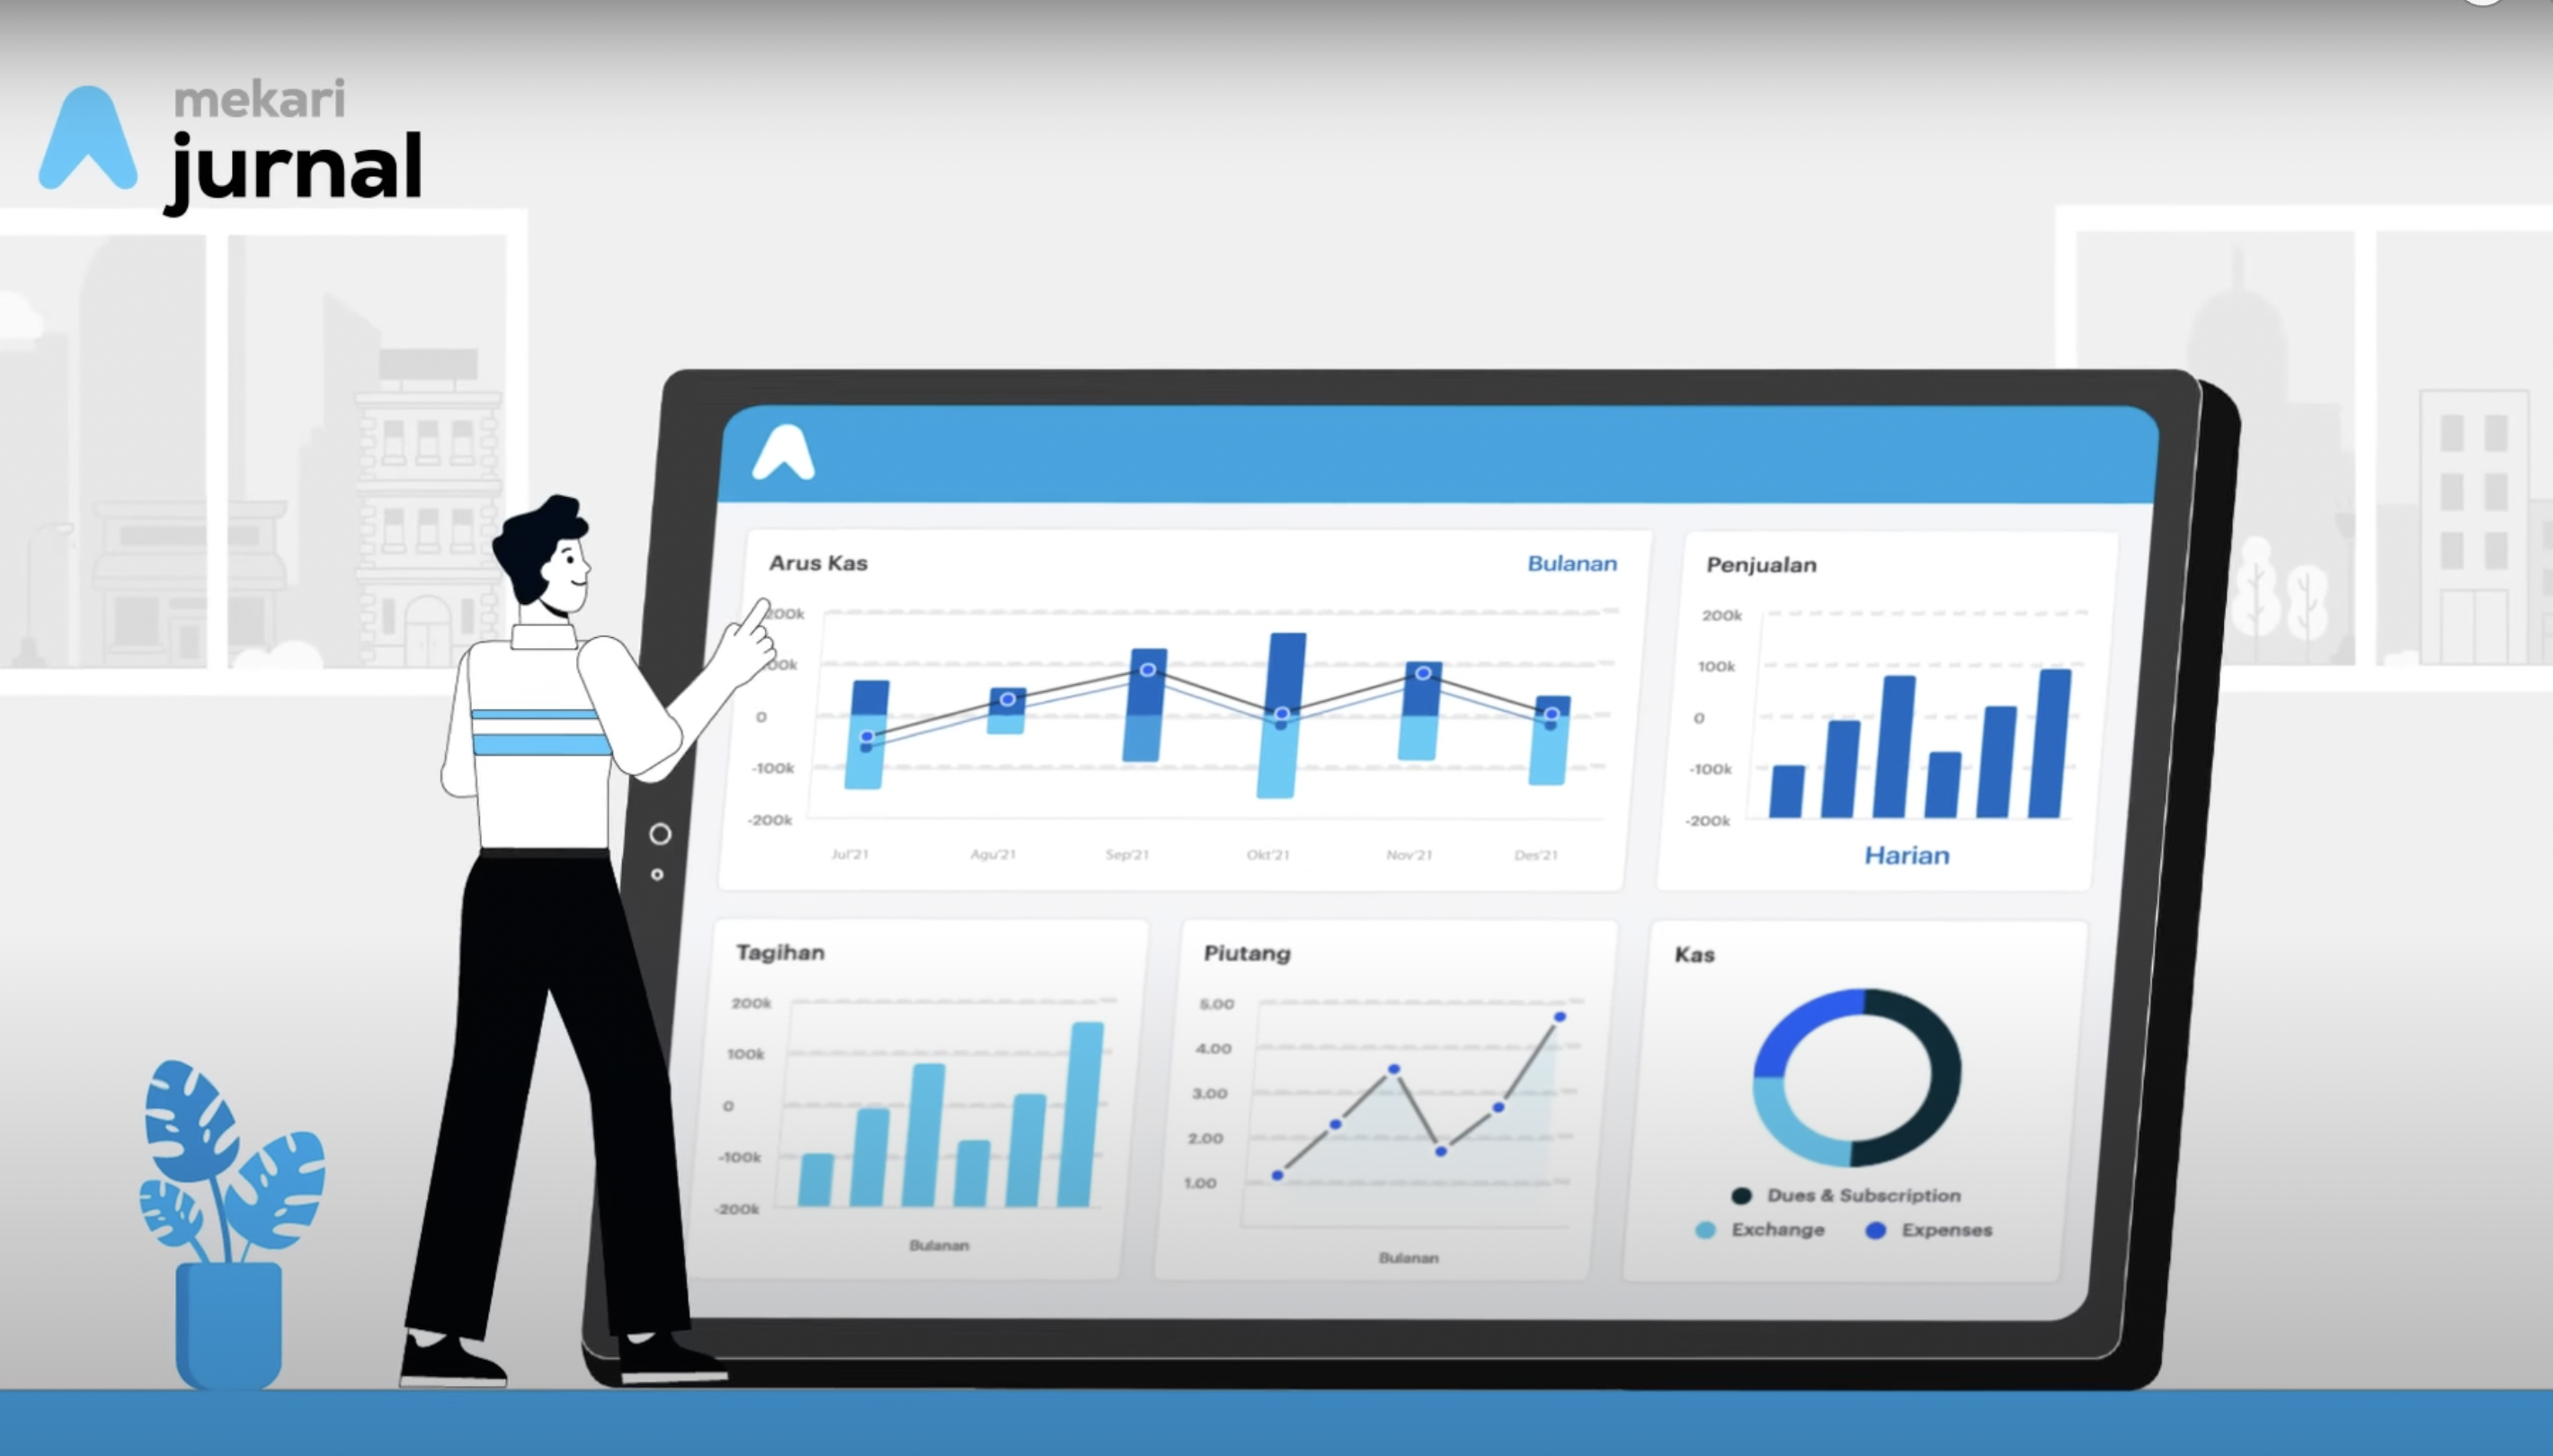 mekari
jurnal
Arus Kas
Bulanan
200k
0
-100k
-200k
Jul'21
Agu'21
Sep'21
Okt'21
Nov'21
Des'21
Penjualan
200k
100k
0
-100k
-200k
Harian
Tagihan
200k
100k
0
-100k
-200k
Bulanan
Piutang
5.00
4.00
3.00
2.00
1.00
Bulanan
Kas
Dues & Subscription
Exchange
Expenses